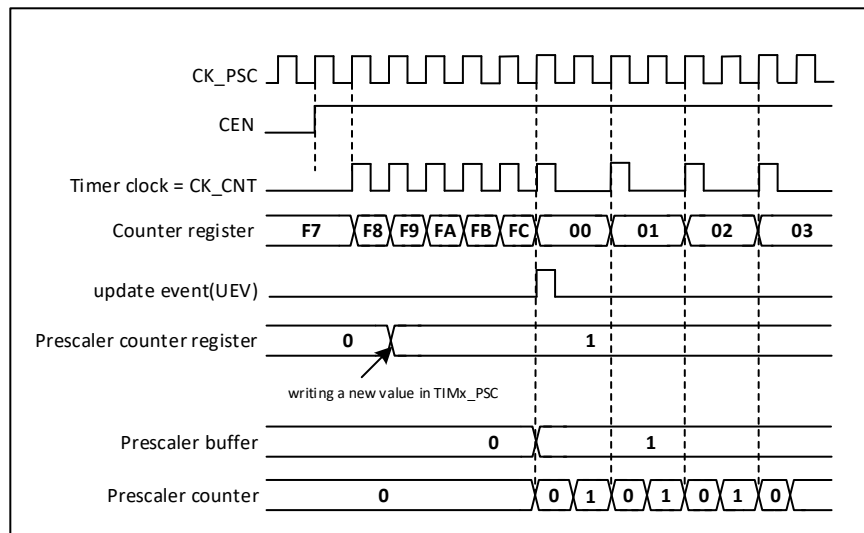 CK_PSC
CEN
Timer clock = CK_CNT
Counter register F7 F8 F9 FA FB FC 00 01 02 03
update event(UEV)
Prescaler counter register 0 1
writing a new value in TIMx_PSC
Prescaler buffer 0 1
Prescaler counter 0 0 1 0 1 0 1 0